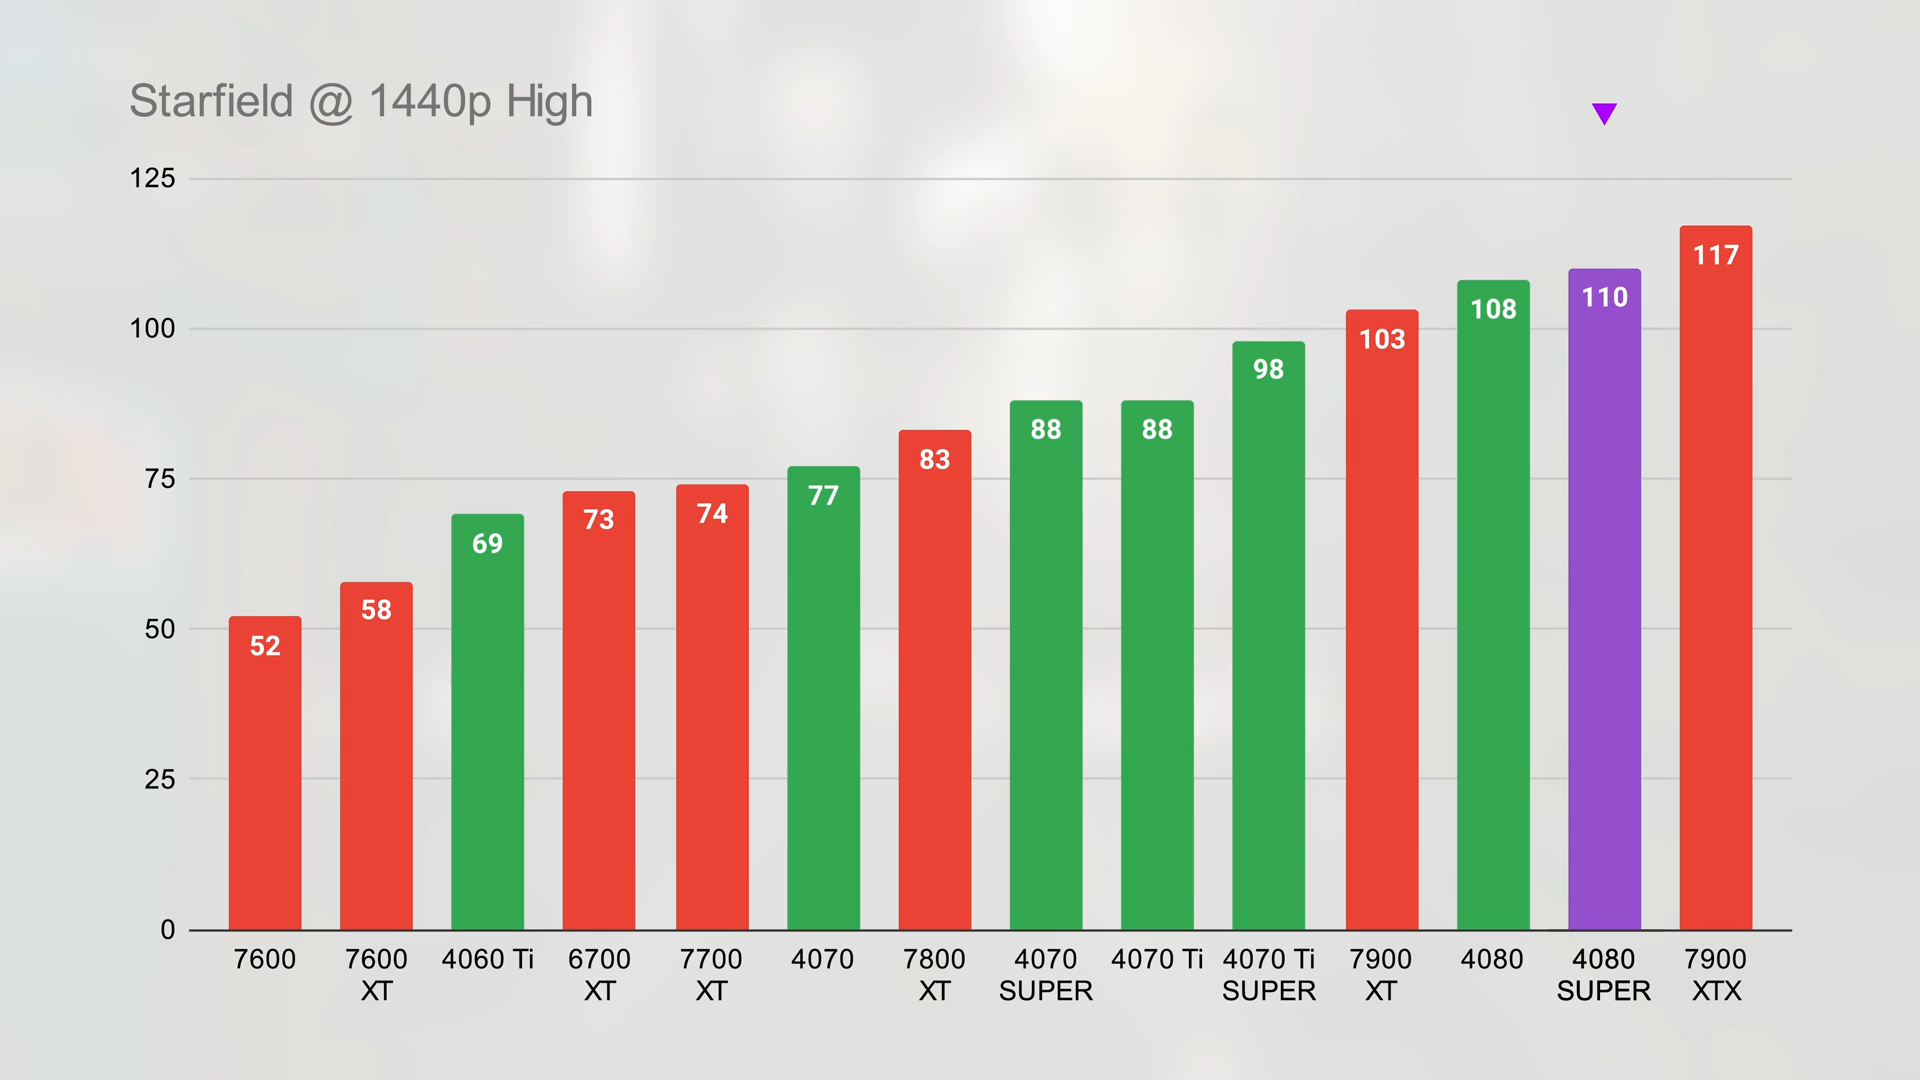 Starfield @ 1440p High
125
100
75
50
25
0
52
58
69
73
74
77
83
88
88
98
103
108
110
117
7600
7600 XT
4060 Ti
6700 XT
7700 XT
4070
7800 XT
4070 SUPER
4070 Ti
4070 Ti SUPER
7900 XT
4080
4080 SUPER
7900 XTX